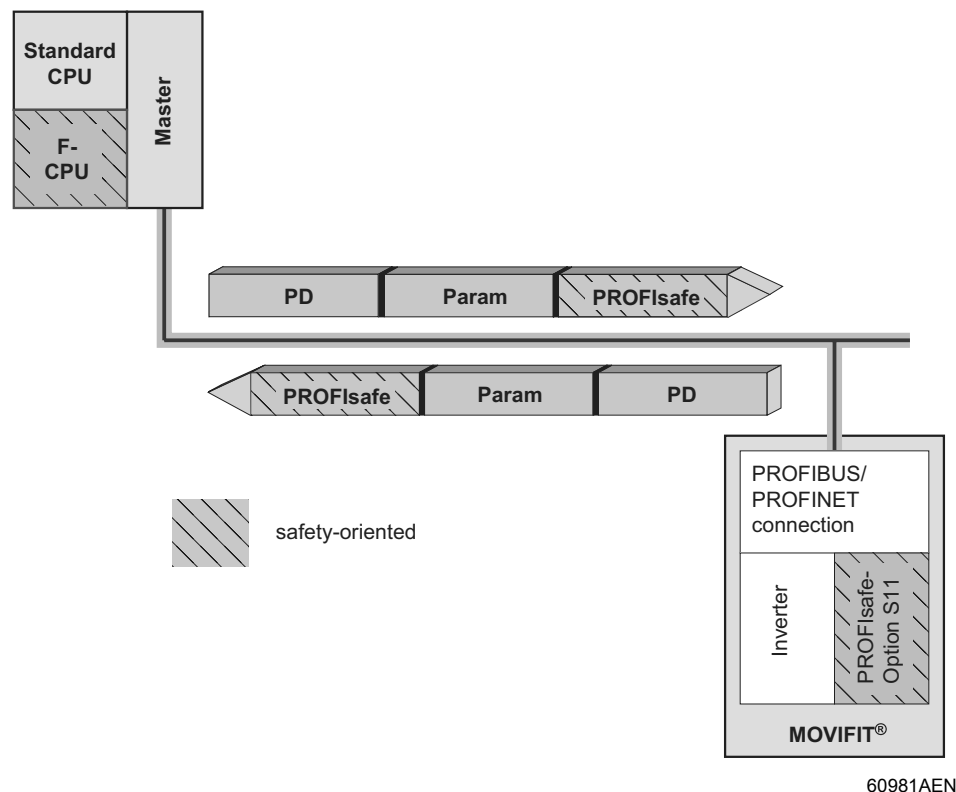 Standard
CPU
F-
CPU
Master
PD
Param
PROFIsafe
PROFIsafe
Param
PD
safety-oriented
PROFIBUS/
PROFINET
connection
Inverter
PROFIsafe-
Option S11
MOVIFIT®
60981AEN